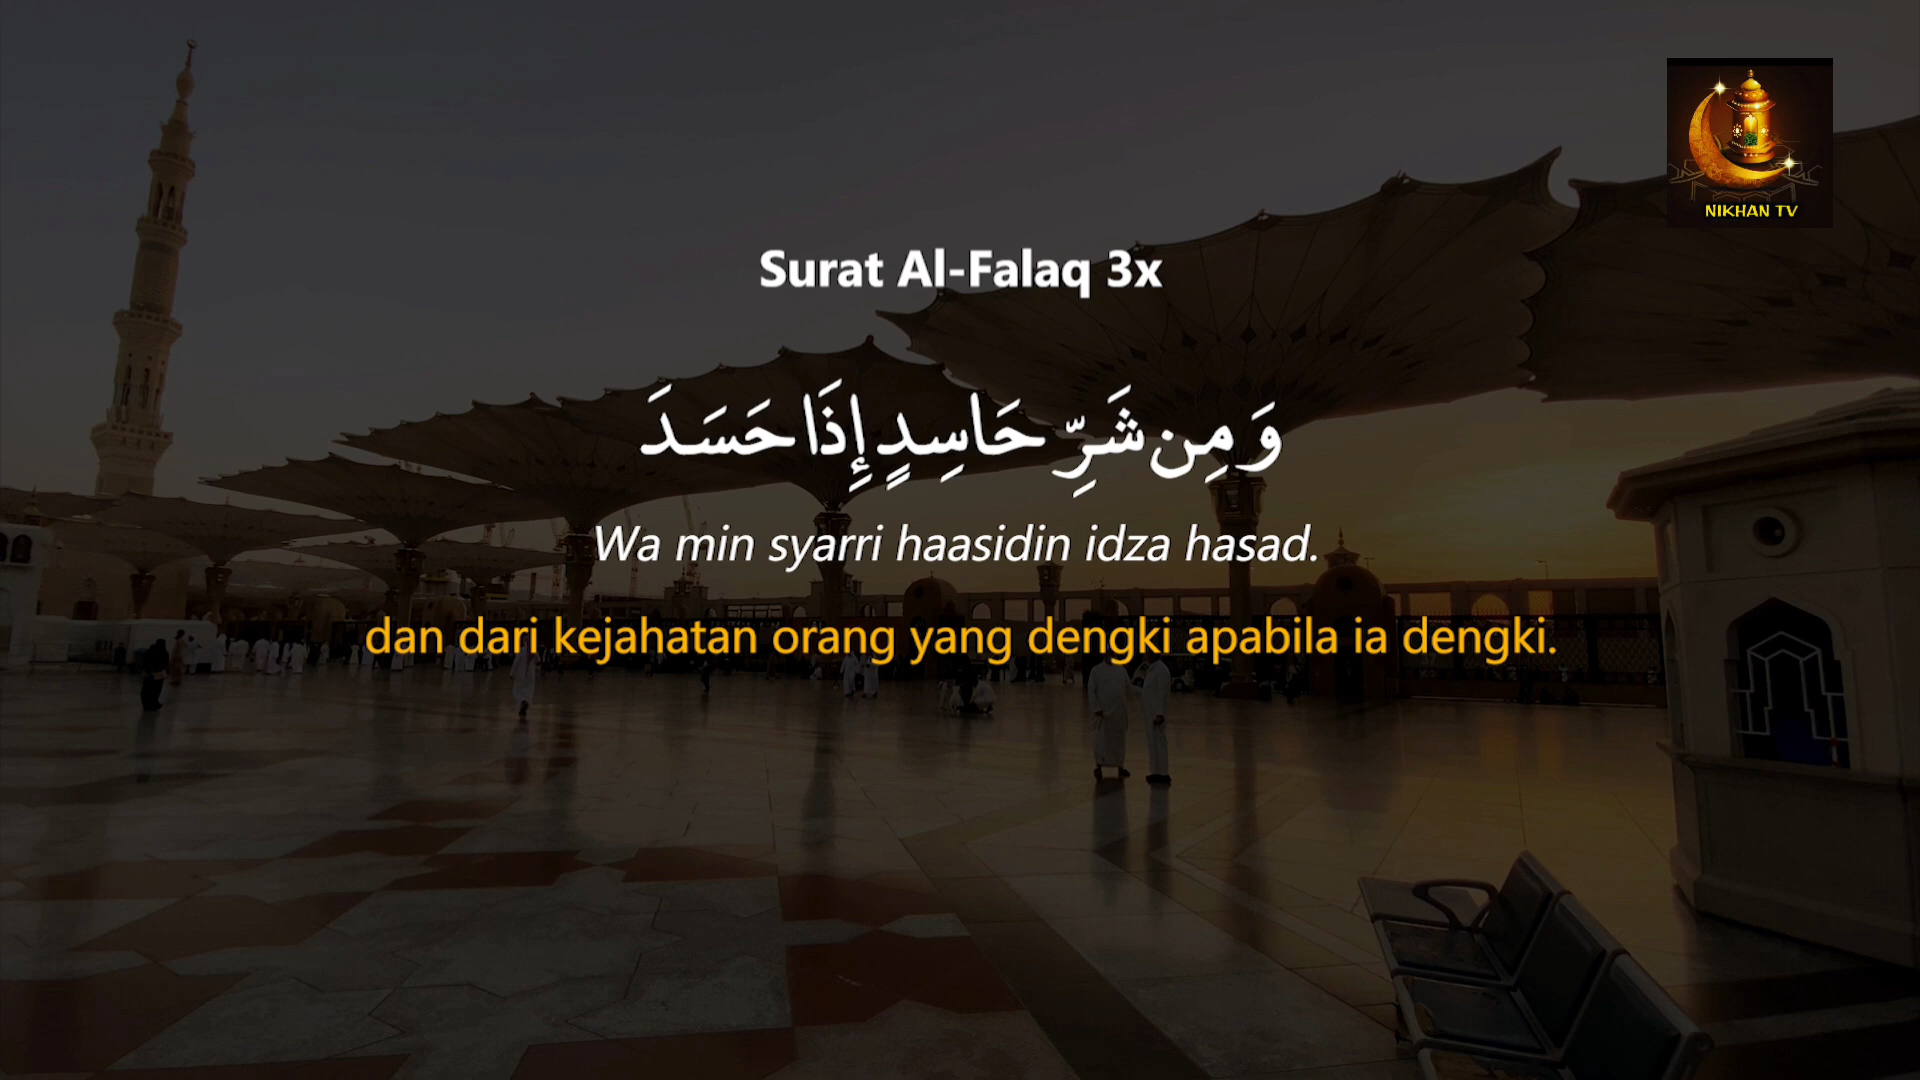 NIKHAN TV
Surat Al-Falaq 3x
وَمِن شَرِّ حَاسِدٍ إِذَا حَسَدَ
Wa min syarri haasidin idza hasad.
dan dari kejahatan orang yang dengki apabila ia dengki.